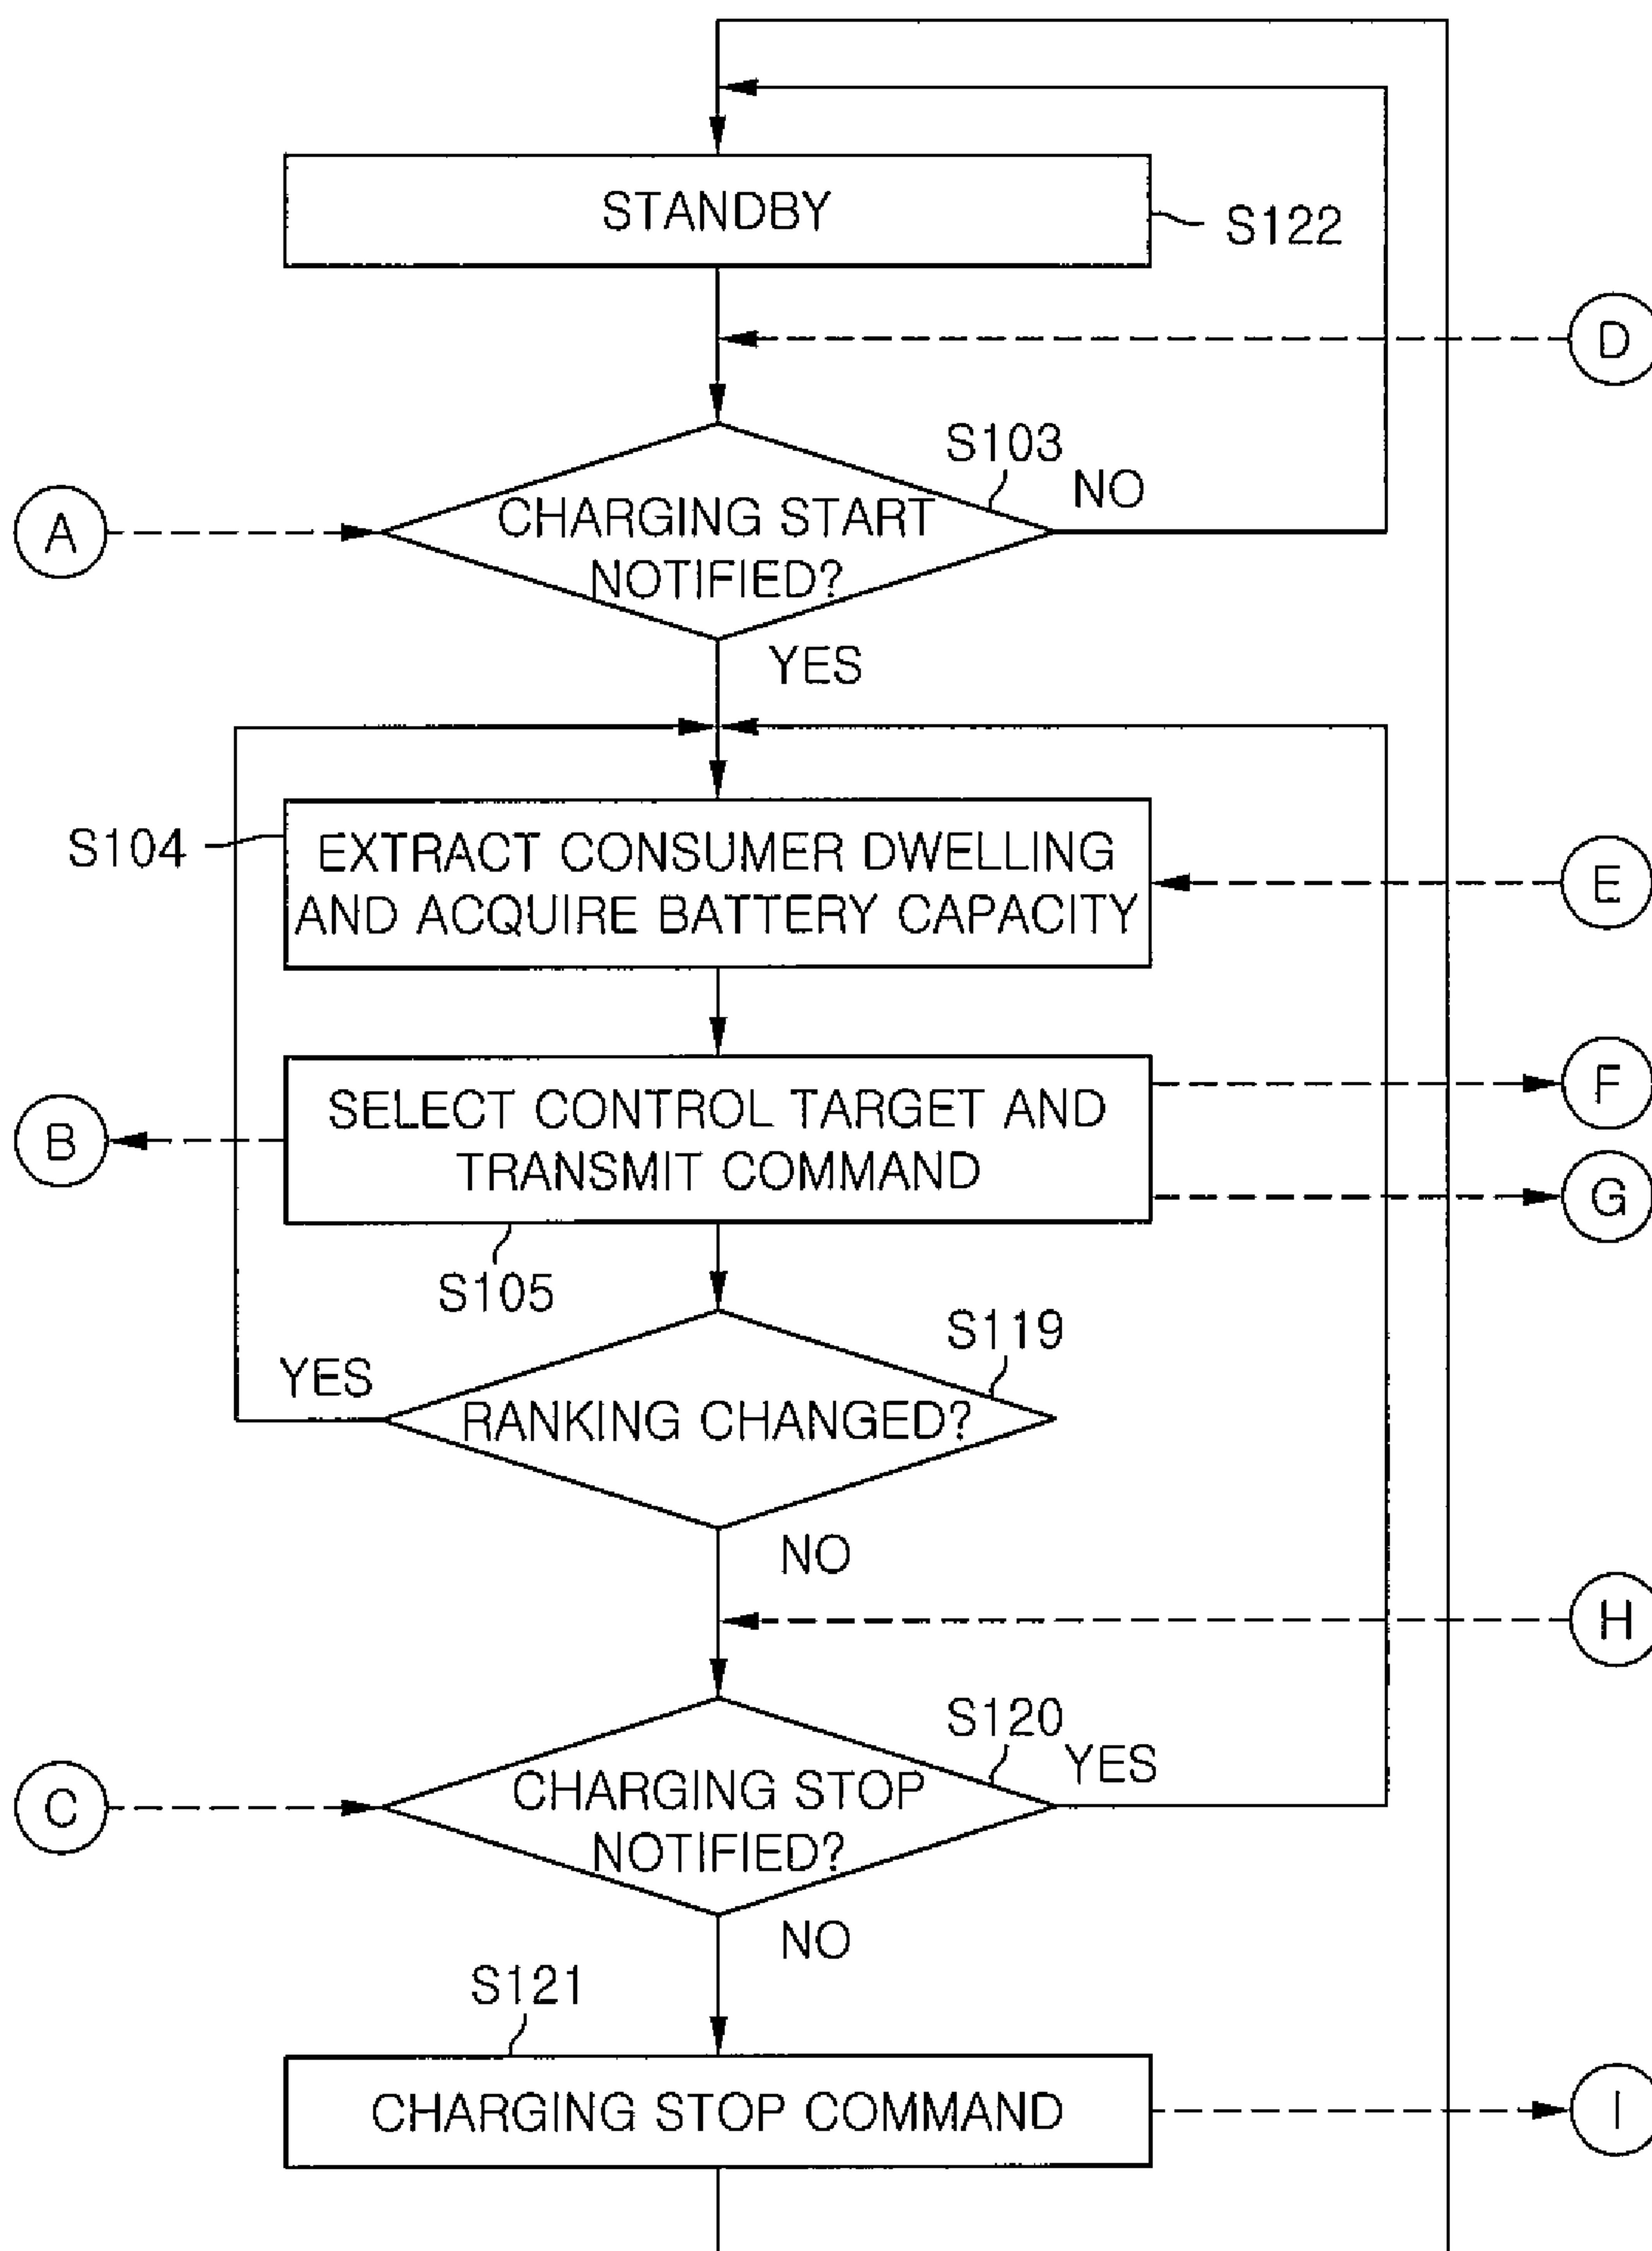 STANDBY
S122
D
S103
NO
A
CHARGING START
NOTIFIED?
YES
S104
EXTRACT CONSUMER DWELLING
AND ACQUIRE BATTERY CAPACITY
E
F
SELECT CONTROL TARGET AND
TRANSMIT COMMAND
B
G
S105
S119
YES
RANKING CHANGED?
NO
H
S120
YES
C
CHARGING STOP
NOTIFIED?
NO
S121
CHARGING STOP COMMAND
I